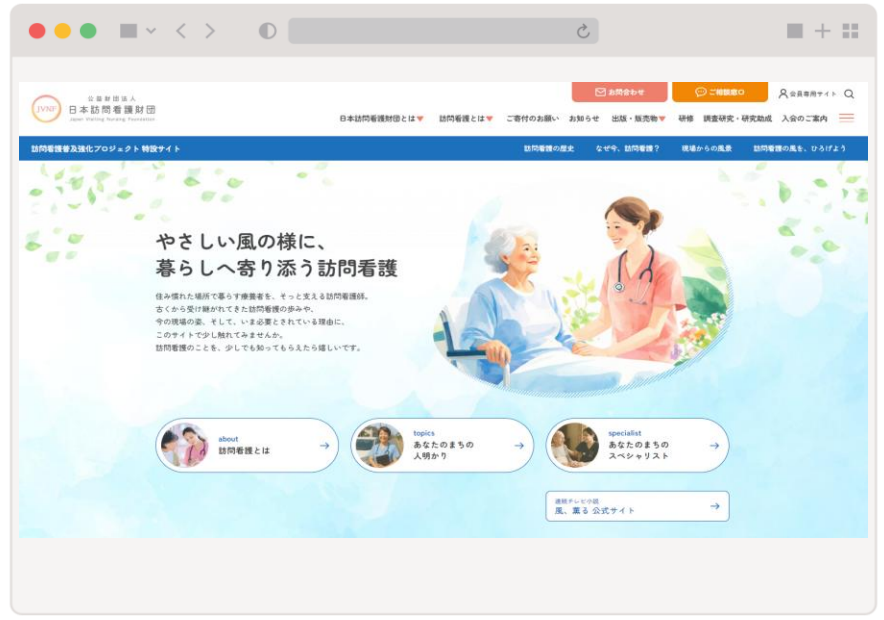 JVNF
公益財団法人
日本訪問看護財団
Japan Visiting Nursing Foundation
お問合わせ
ご相談窓口
会員専用サイト
日本訪問看護財団とは▼ 訪問看護とは▼ ご寄付のお願い お知らせ 出版・販売物▼ 研修 調査研究・研究助成 入会のご案内
訪問看護普及強化プロジェクト 特設サイト
訪問看護の歴史 なぜ今、訪問看護? 現場からの風景 訪問看護の風を、ひろげよう
やさしい風の様に、
暮らしへ寄り添う訪問看護
住み慣れた場所で暮らす療養者を、そっと支える訪問看護師。
古くから受け継がれてきた訪問看護の歩みや、
今の現場の姿、そして、いま必要とされている理由に、
このサイトで少し触れてみませんか。
訪問看護のことを、少しでも知ってもらえたら嬉しいです。
about
訪問看護とは
topics
あなたのまちの
人明かり
specialist
あなたのまちの
スペシャリスト
連続テレビ小説
風、薫る 公式サイト